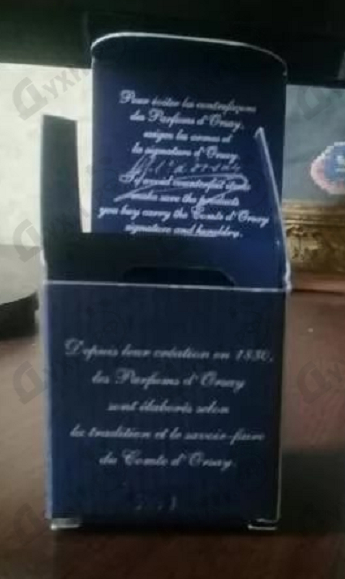 Pour éviter les contrefaçons
des Parfums d'Orsay,
exigez les armes et
la signature d'Orsay.
To avoid counterfeit goods
make sure the products
you buy carry the Comte d'Orsay
signature and heraldry.
Depuis leur création en 1830,
les Parfums d'Orsay
sont élaborés selon
la tradition et le savoir-faire
du Comte d'Orsay.